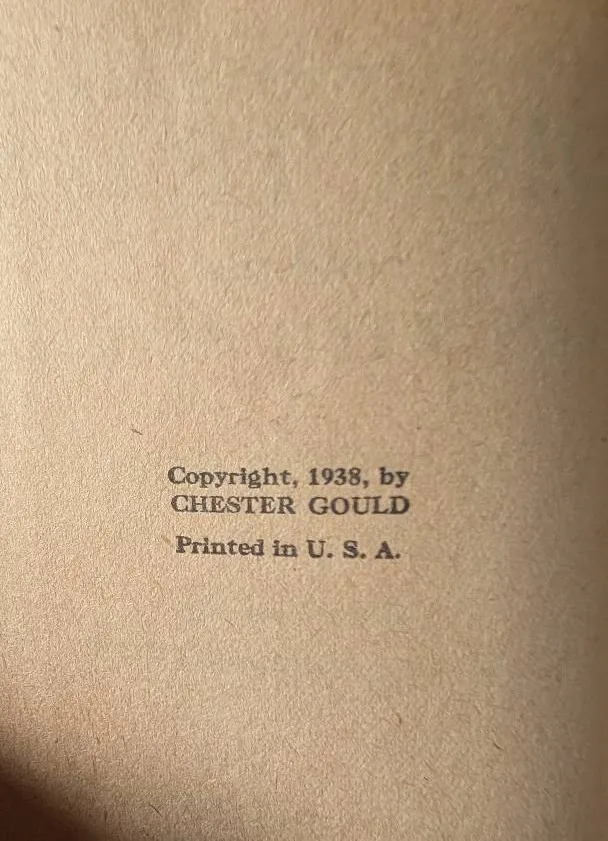 Copyright, 1938, by
CHESTER GOULD
Printed in U. S. A.